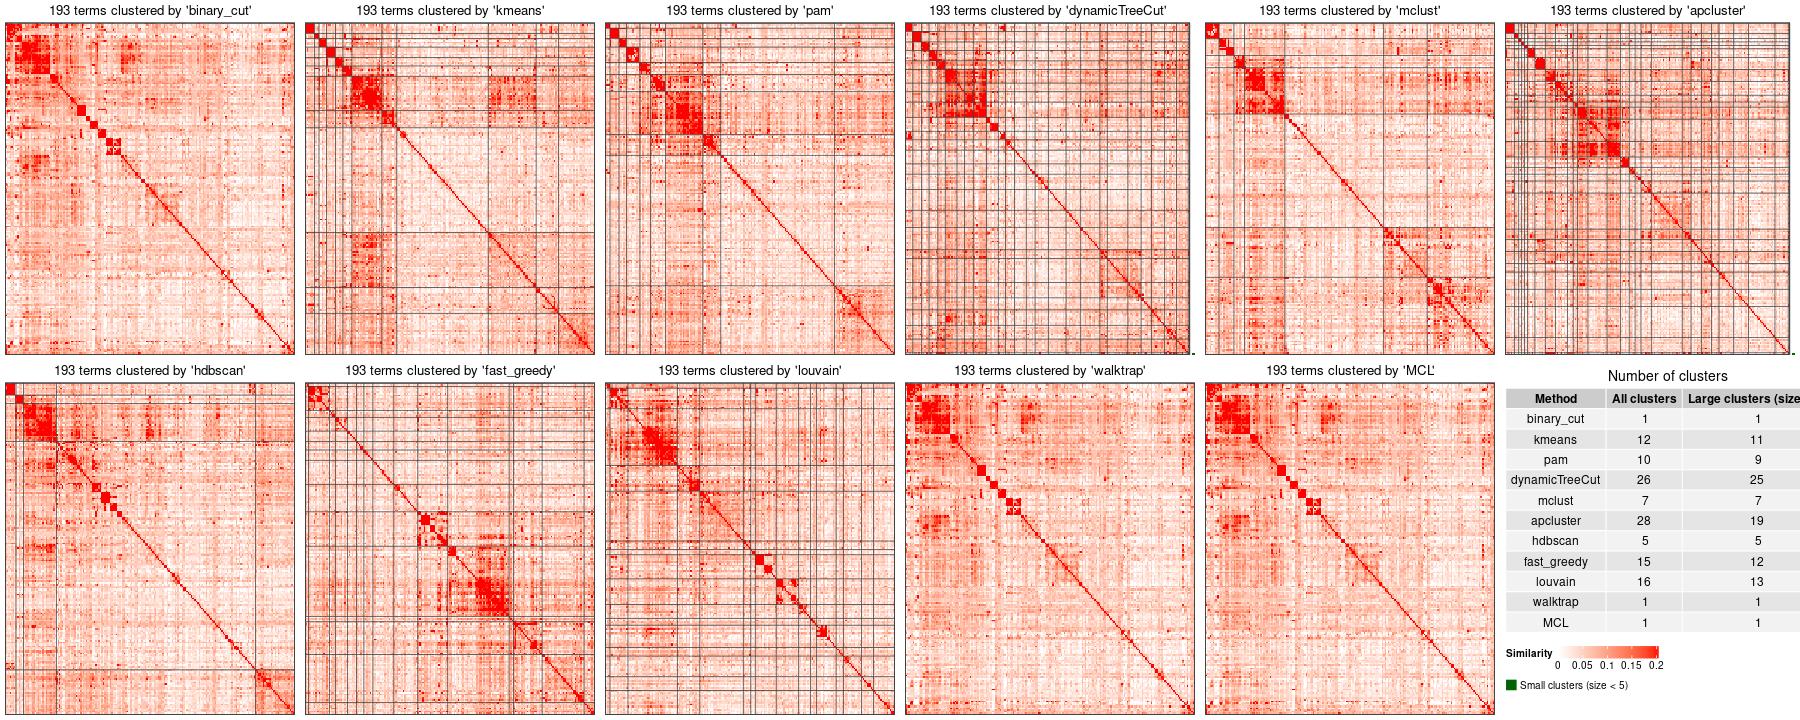 193 terms clustered by 'binary_cut'
193 terms clustered by 'kmeans'
193 terms clustered by 'pam'
193 terms clustered by 'dynamicTreeCut'
193 terms clustered by 'mclust'
193 terms clustered by 'apcluster'
193 terms clustered by 'hdbscan'
193 terms clustered by 'fast_greedy'
193 terms clustered by 'louvain'
193 terms clustered by 'walktrap'
193 terms clustered by 'MCL'
Number of clusters
Method All clusters Large clusters (size
binary_cut 1 1
kmeans 12 11
pam 10 9
dynamicTreeCut 26 25
mclust 7 7
apcluster 28 19
hdbscan 5 5
fast_greedy 15 12
louvain 16 13
walktrap 1 1
MCL 1 1
Similarity
0 0.05 0.1 0.15 0.2
Small clusters (size < 5)